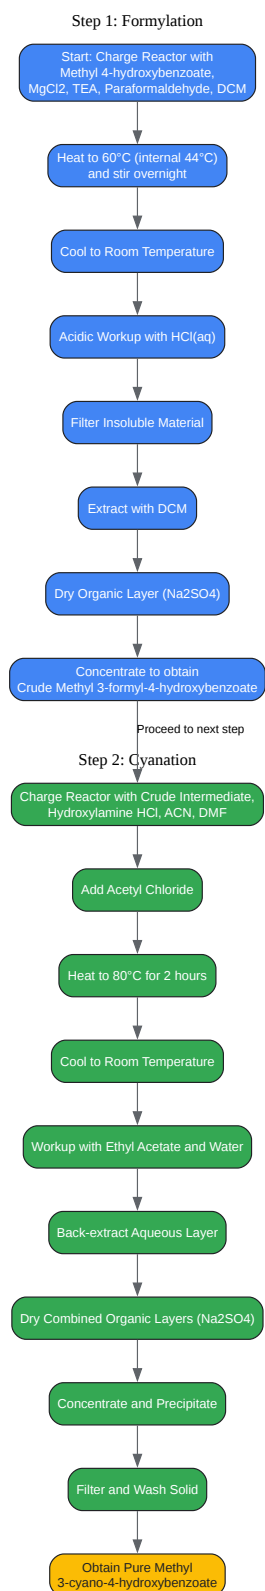 Step 1: Formylation
Start: Charge Reactor with
Methyl 4-hydroxybenzoate,
MgCl2, TEA, Paraformaldehyde, DCM
Heat to 60°C (internal 44°C)
and stir overnight
Cool to Room Temperature
Acidic Workup with HCl(aq)
Filter Insoluble Material
Extract with DCM
Dry Organic Layer (Na2SO4)
Concentrate to obtain
Crude Methyl 3-formyl-4-hydroxybenzoate
Proceed to next step
Step 2: Cyanation
Charge Reactor with Crude Intermediate,
Hydroxylamine HCl, ACN, DMF
Add Acetyl Chloride
Heat to 80°C for 2 hours
Cool to Room Temperature
Workup with Ethyl Acetate and Water
Back-extract Aqueous Layer
Dry Combined Organic Layers (Na2SO4)
Concentrate and Precipitate
Filter and Wash Solid
Obtain Pure Methyl
3-cyano-4-hydroxybenzoate